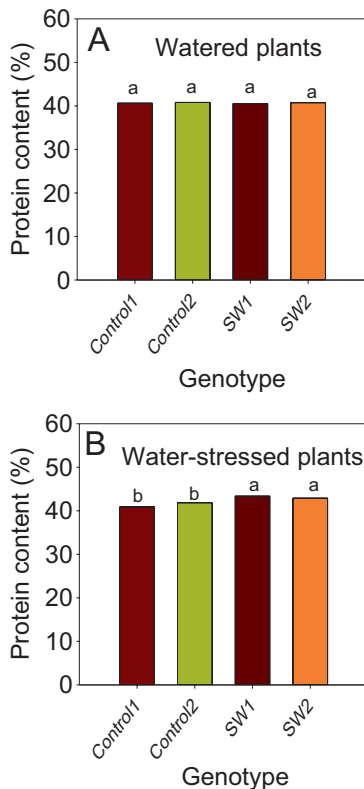 A Watered plants
Protein content (%)
60
50
40
30
20
10
0
a a a a
Control1 Control2 SW1 SW2
Genotype
B Water-stressed plants
Protein content (%)
60
50
40
30
20
10
0
b b a a
Control1 Control2 SW1 SW2
Genotype